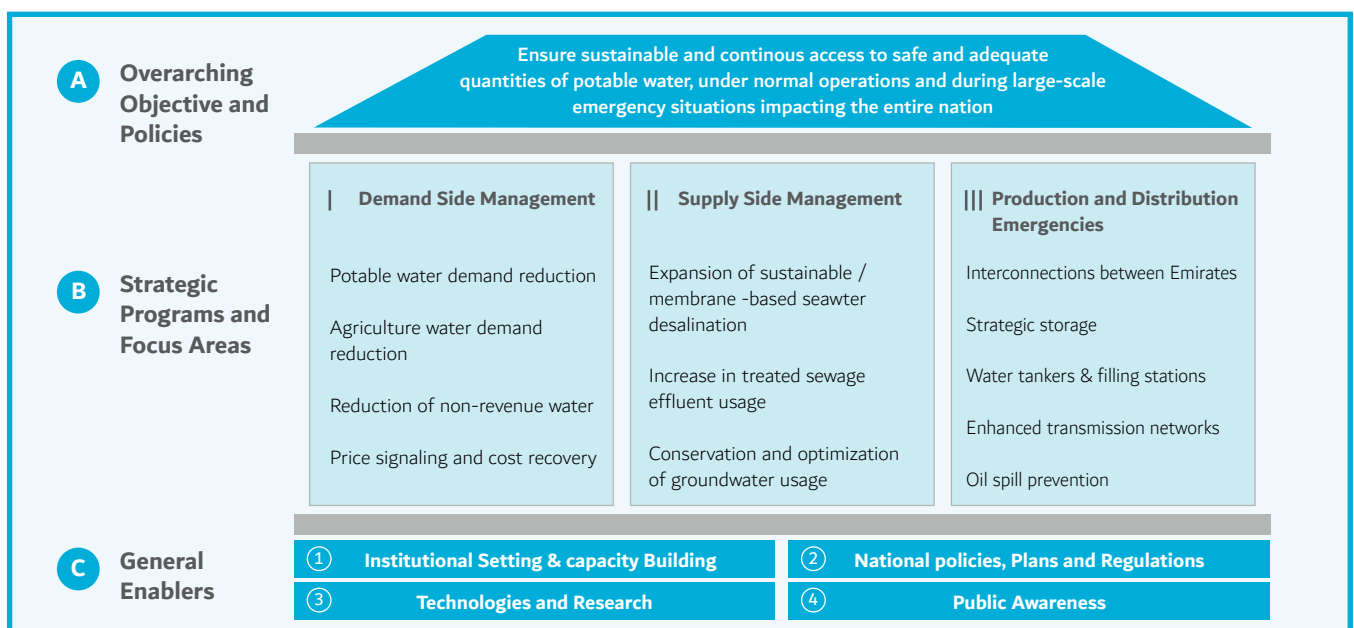 A
Overarching
Objective and
Policies
Ensure sustainable and continous access to safe and adequate
quantities of potable water, under normal operations and during large-scale
emergency situations impacting the entire nation
B
Strategic
Programs and
Focus Areas
| Demand Side Management
Potable water demand reduction
Agriculture water demand
reduction
Reduction of non-revenue water
Price signaling and cost recovery
|| Supply Side Management
Expansion of sustainable /
membrane -based seawter
desalination
Increase in treated sewage
effluent usage
Conservation and optimization
of groundwater usage
||| Production and Distribution
Emergencies
Interconnections between Emirates
Strategic storage
Water tankers & filling stations
Enhanced transmission networks
Oil spill prevention
C
General
Enablers
① Institutional Setting & capacity Building
② National policies, Plans and Regulations
③ Technologies and Research
④ Public Awareness